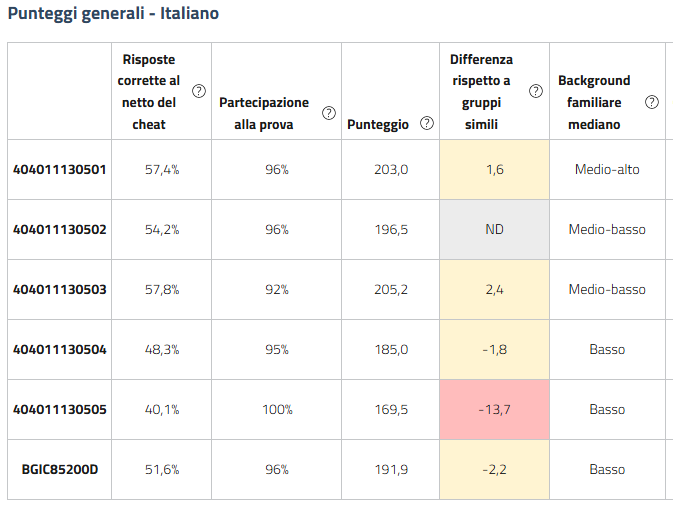 Punteggi generali - Italiano
Risposte corrette al netto del cheat ? Partecipazione alla prova ? Punteggio ? Differenza rispetto a gruppi simili ? Background familiare mediano ?
404011130501 57,4% 96% 203,0 1,6 Medio-alto
404011130502 54,2% 96% 196,5 ND Medio-basso
404011130503 57,8% 92% 205,2 2,4 Medio-basso
404011130504 48,3% 95% 185,0 -1,8 Basso
404011130505 40,1% 100% 169,5 -13,7 Basso
BGIC85200D 51,6% 96% 191,9 -2,2 Basso